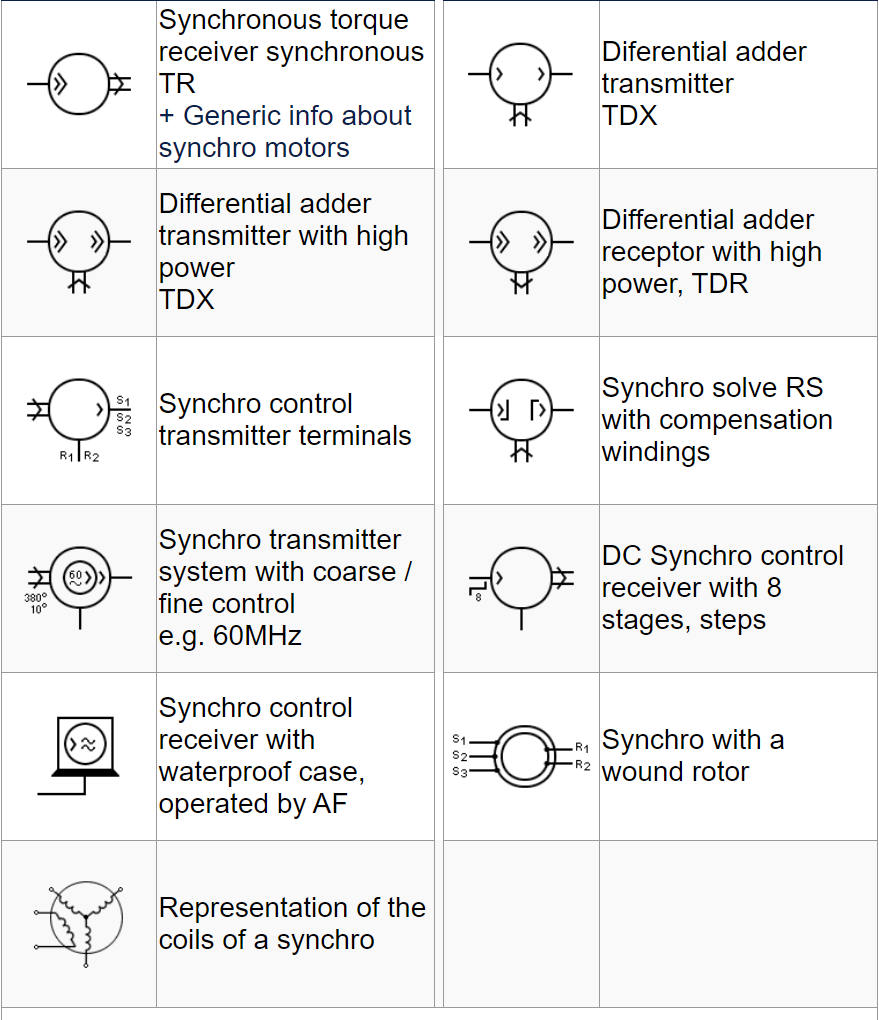 Synchronous torque
receiver synchronous
TR
+ Generic info about
synchro motors
Diferential adder
transmitter
TDX
Differential adder
transmitter with high
power
TDX
Differential adder
receptor with high
power, TDR
S1
S2
S3
R1 R2
Synchro control
transmitter terminals
Synchro solve RS
with compensation
windings
60
380°
10°
Synchro transmitter
system with coarse /
fine control
e.g. 60MHz
8
DC Synchro control
receiver with 8
stages, steps
Synchro control
receiver with
waterproof case,
operated by AF
S1
S2
S3
R1
R2
Synchro with a
wound rotor
Representation of the
coils of a synchro